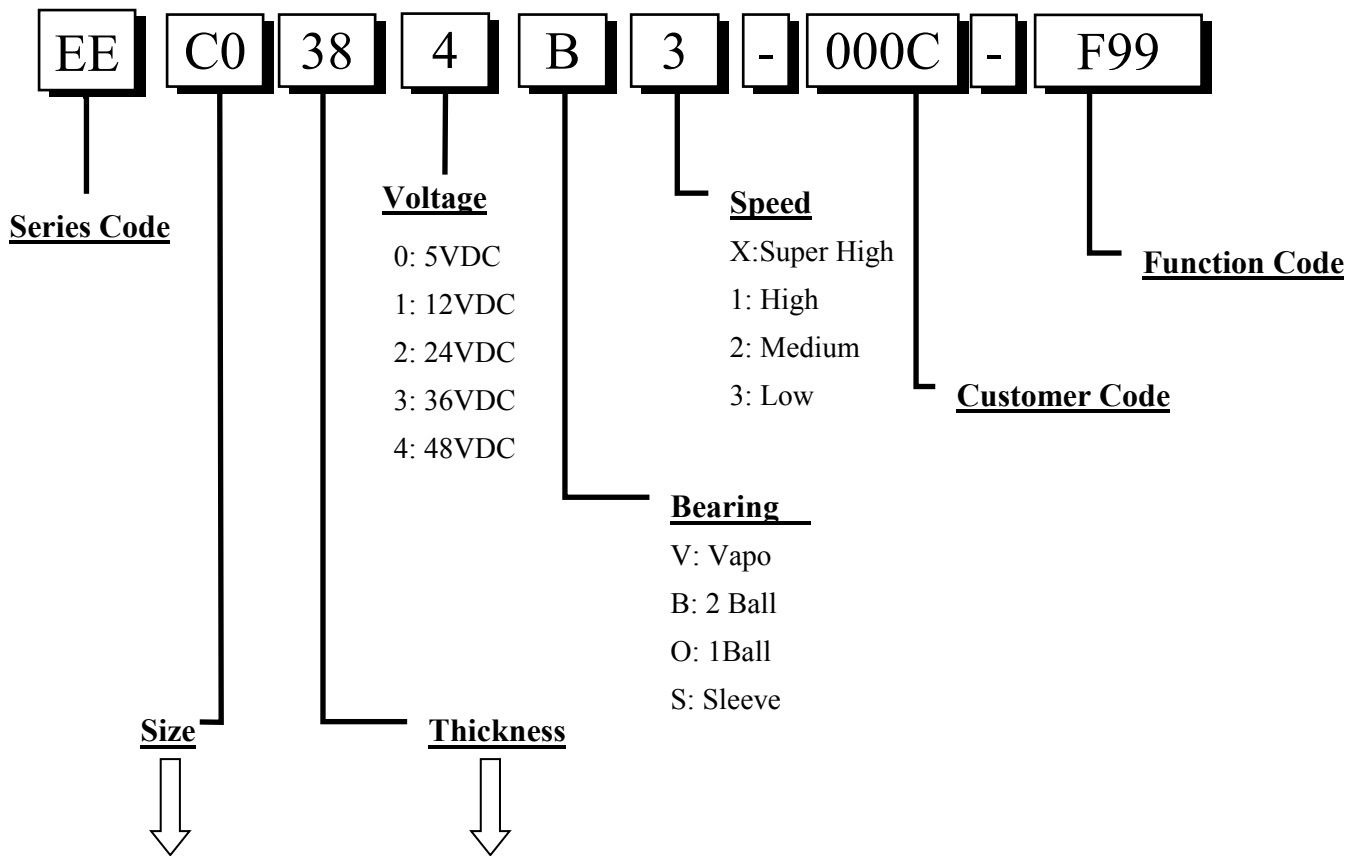 EE C0 38 4 B 3 - 000C - F99
Series Code
Voltage
0: 5VDC
1: 12VDC
2: 24VDC
3: 36VDC
4: 48VDC
Speed
X:Super High
1: High
2: Medium
3: Low
Function Code
Customer Code
Bearing
V: Vapo
B: 2 Ball
O: 1Ball
S: Sleeve
Size
Thickness